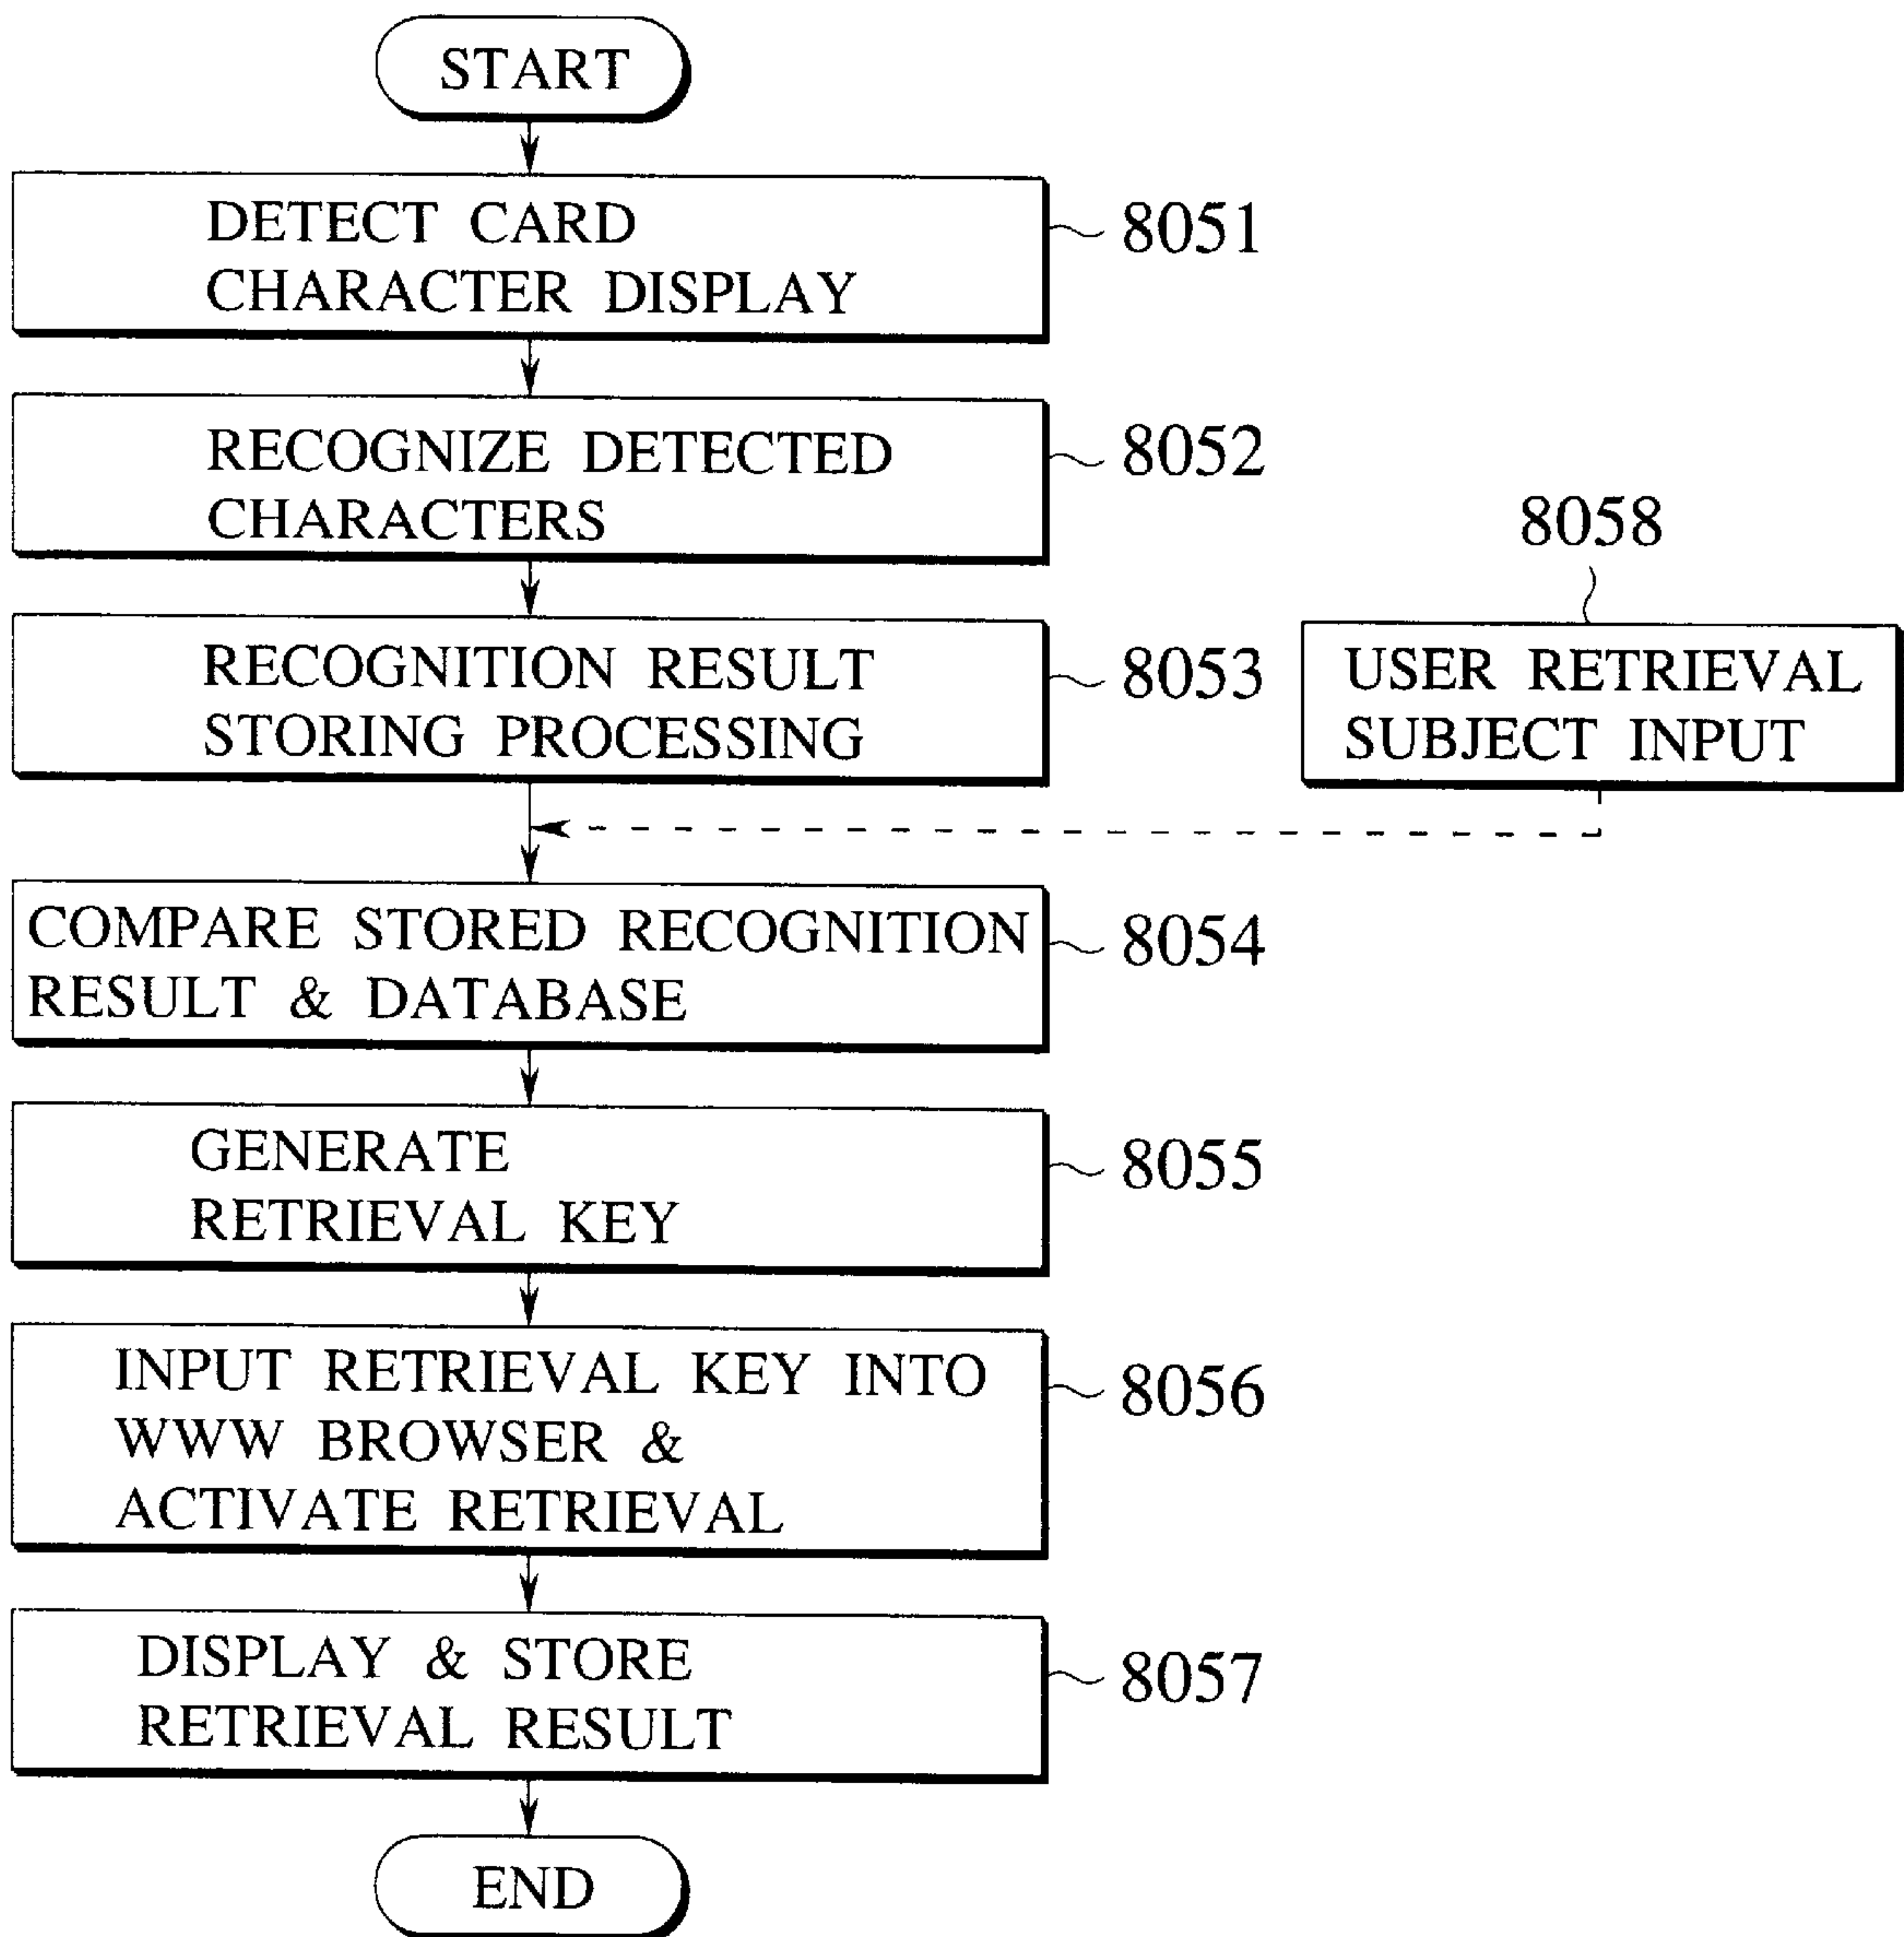 START
DETECT CARD
CHARACTER DISPLAY
8051
RECOGNIZE DETECTED
CHARACTERS
8052
RECOGNITION RESULT
STORING PROCESSING
8053
8058
USER RETRIEVAL
SUBJECT INPUT
COMPARE STORED RECOGNITION
RESULT & DATABASE
8054
GENERATE
RETRIEVAL KEY
8055
INPUT RETRIEVAL KEY INTO
WWW BROWSER &
ACTIVATE RETRIEVAL
8056
DISPLAY & STORE
RETRIEVAL RESULT
8057
END